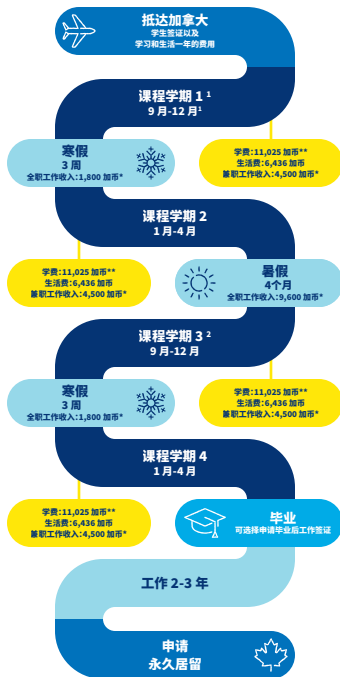 抵达加拿大
学生签证以及
学习和生活一年的费用
课程学期 1 ¹
9 月-12 月¹
寒假
3 周
全职工作收入:1,800 加币*
学费:11,025 加币**
生活费:6,436 加币
兼职工作收入:4,500 加币*
课程学期 2
1 月-4 月
学费:11,025 加币**
生活费:6,436 加币
兼职工作收入:4,500 加币*
暑假
4个月
全职工作收入:9,600 加币*
课程学期 3 ²
9 月-12 月
寒假
3 周
全职工作收入:1,800 加币*
学费:11,025 加币**
生活费:6,436 加币
兼职工作收入:4,500 加币*
课程学期 4
1 月-4 月
学费:11,025 加币**
生活费:6,436 加币
兼职工作收入:4,500 加币*
毕业
可选择申请毕业后工作签证
工作 2-3 年
申请
永久居留